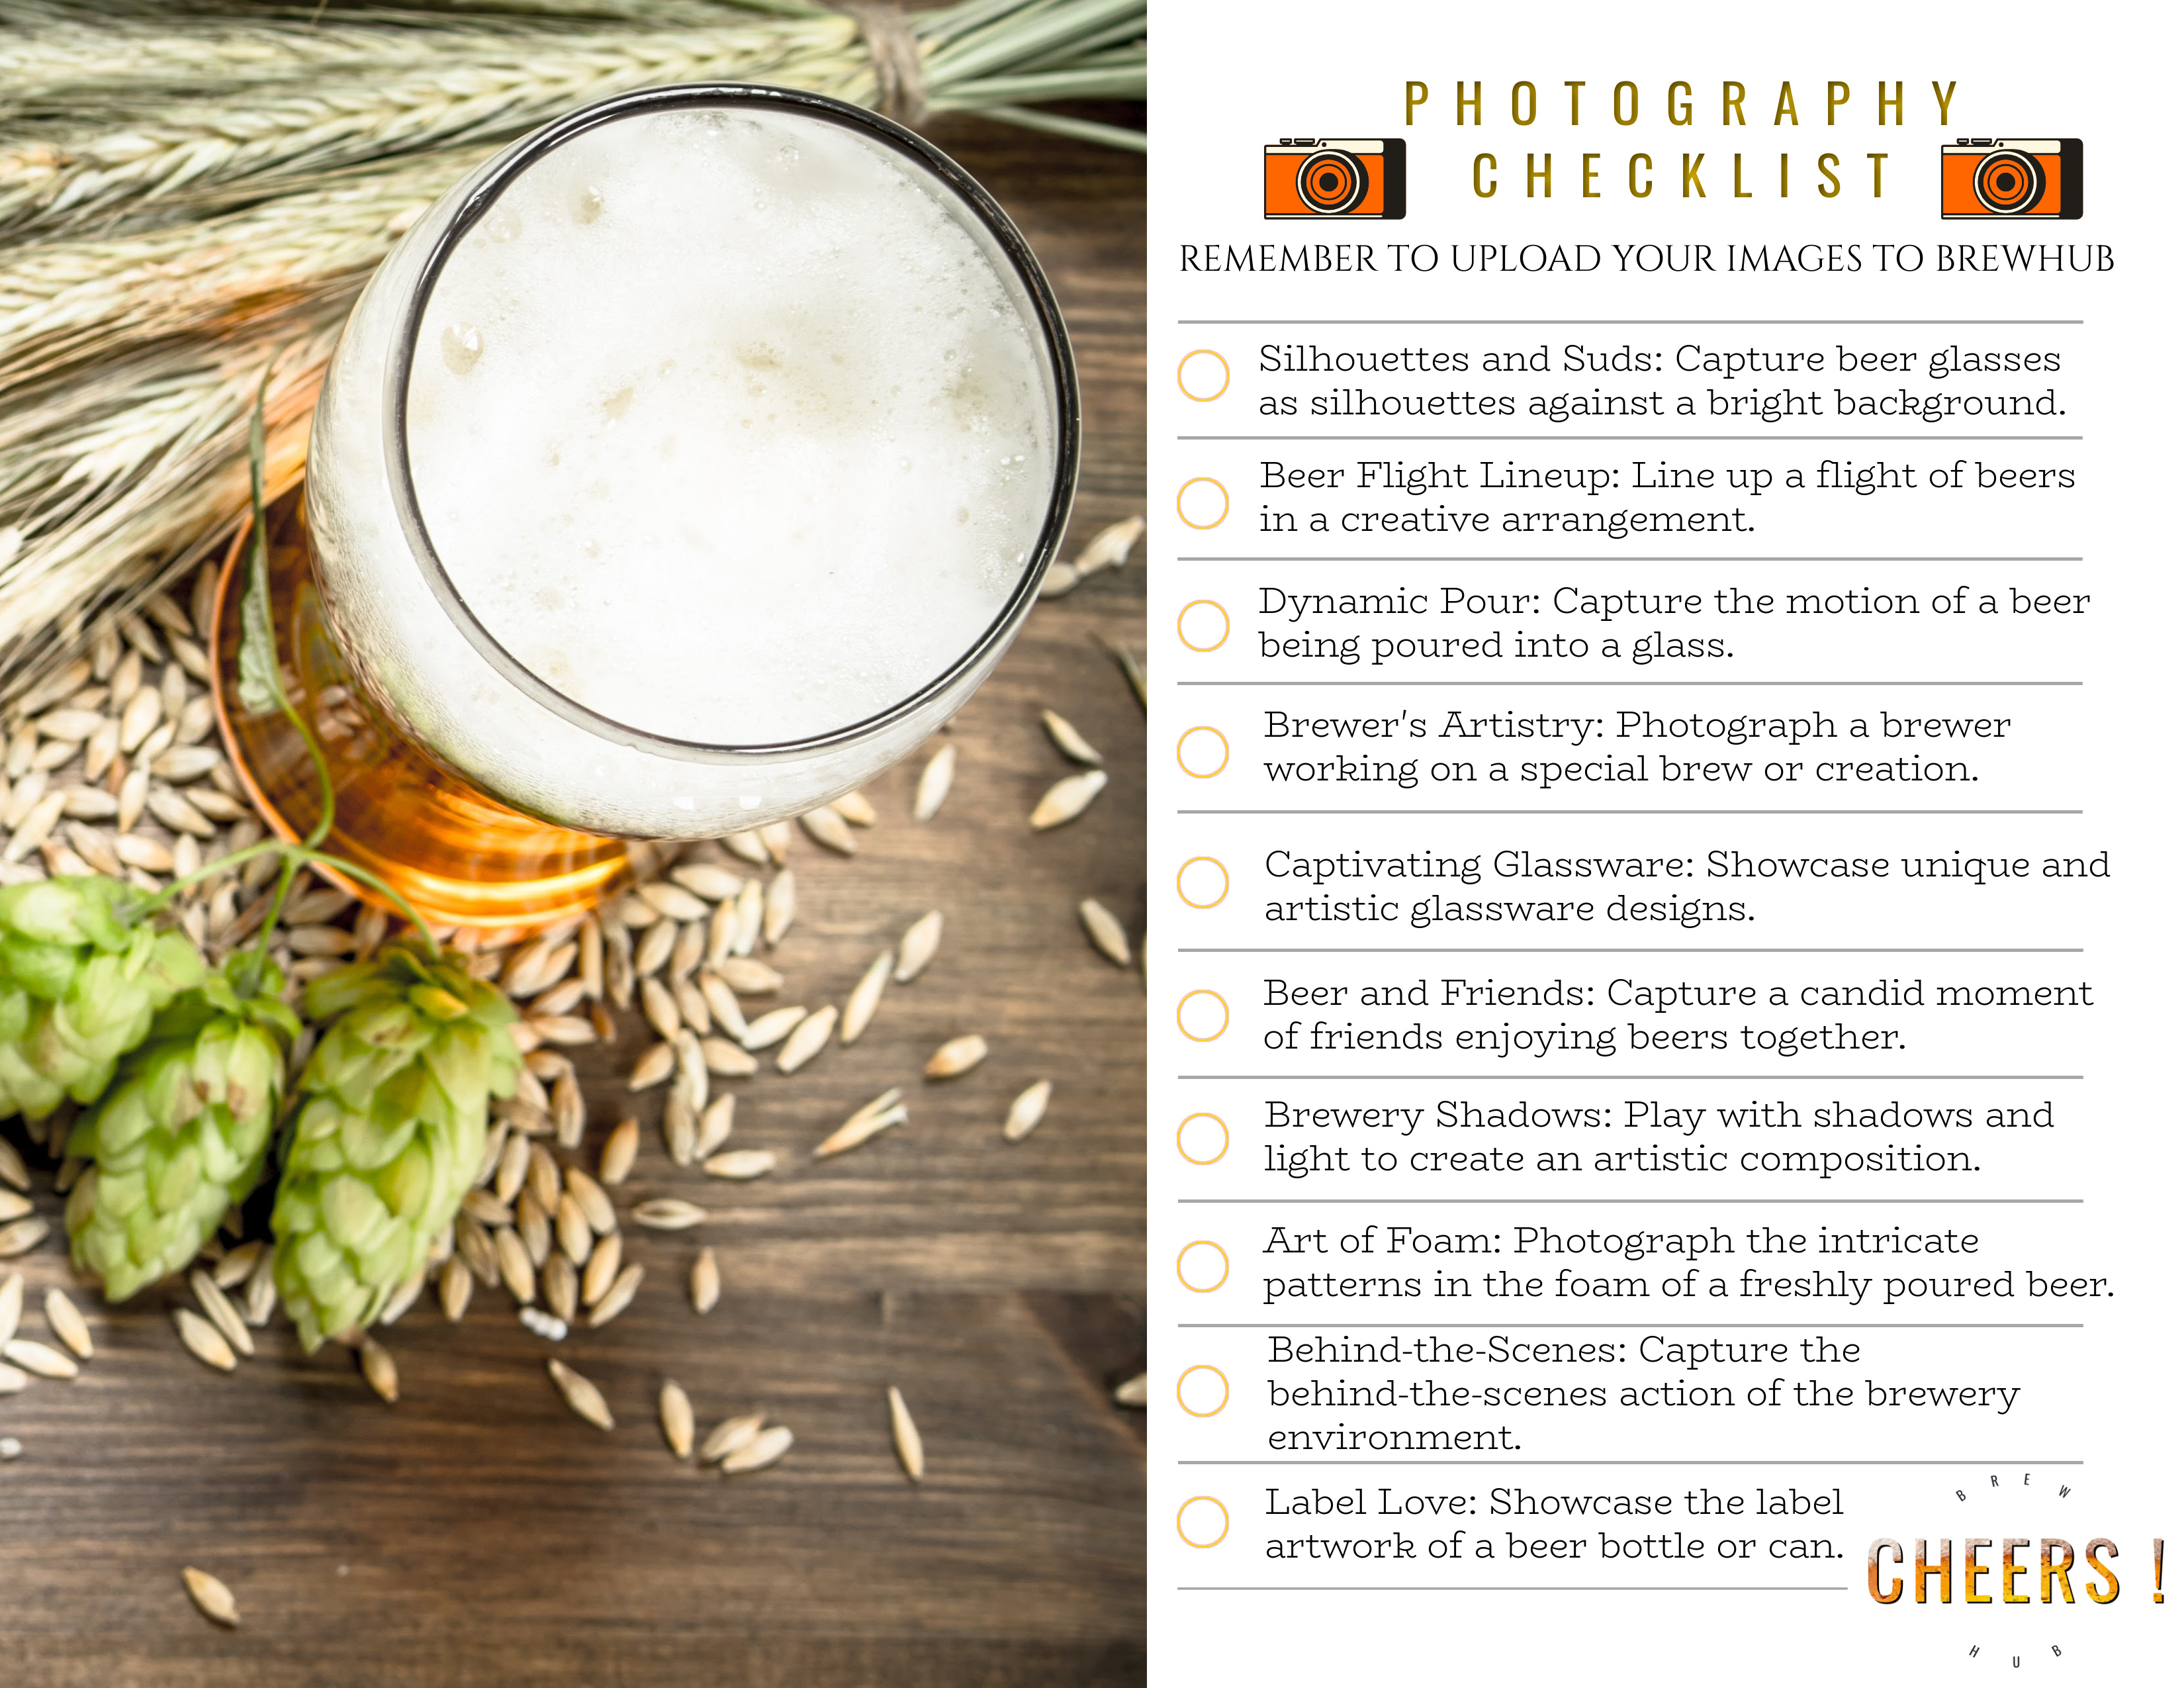 PHOTOGRAPHY
CHECKLIST
REMEMBER TO UPLOAD YOUR IMAGES TO BREWHUB
Silhouettes and Suds: Capture beer glasses
as silhouettes against a bright background.
Beer Flight Lineup: Line up a flight of beers
in a creative arrangement.
Dynamic Pour: Capture the motion of a beer
being poured into a glass.
Brewer's Artistry: Photograph a brewer
working on a special brew or creation.
Captivating Glassware: Showcase unique and
artistic glassware designs.
Beer and Friends: Capture a candid moment
of friends enjoying beers together.
Brewery Shadows: Play with shadows and
light to create an artistic composition.
Art of Foam: Photograph the intricate
patterns in the foam of a freshly poured beer.
Behind-the-Scenes: Capture the
behind-the-scenes action of the brewery
environment.
Label Love: Showcase the label
artwork of a beer bottle or can.
BREW
CHEERS !
HUB